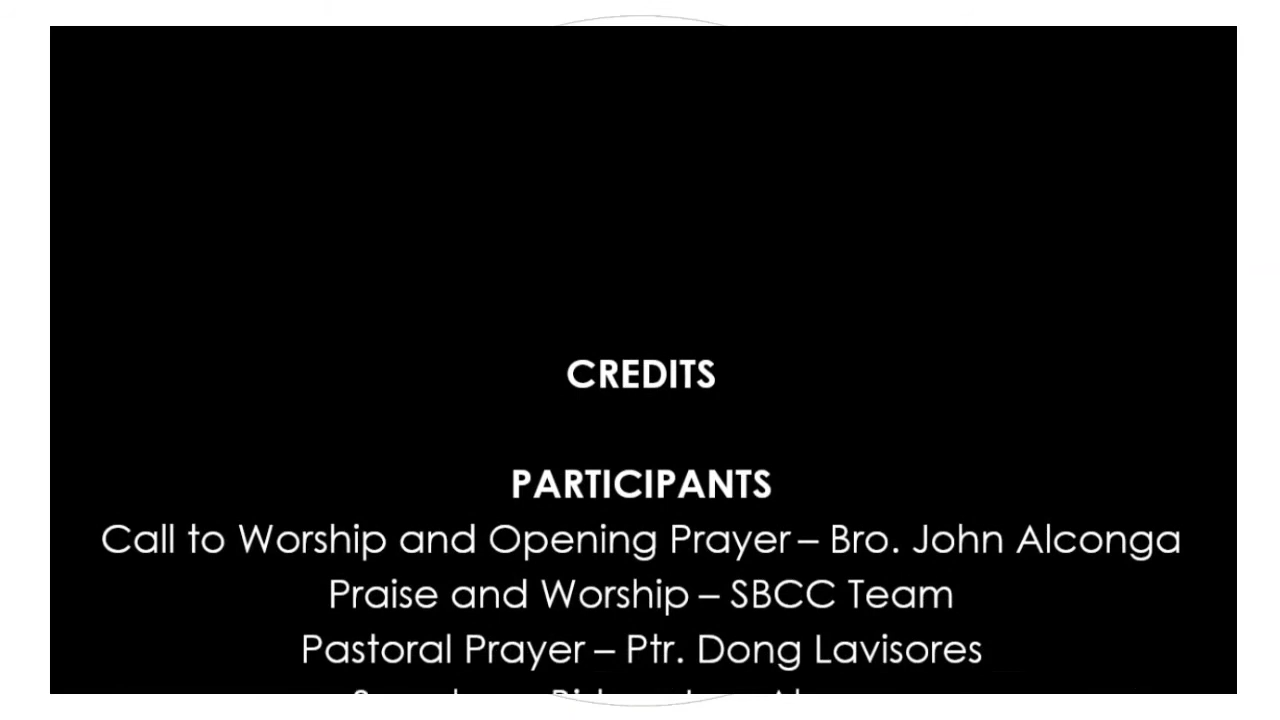 CREDITS
PARTICIPANTS
Call to Worship and Opening Prayer – Bro. John Alconga
Praise and Worship – SBCC Team
Pastoral Prayer – Ptr. Dong Lavisores